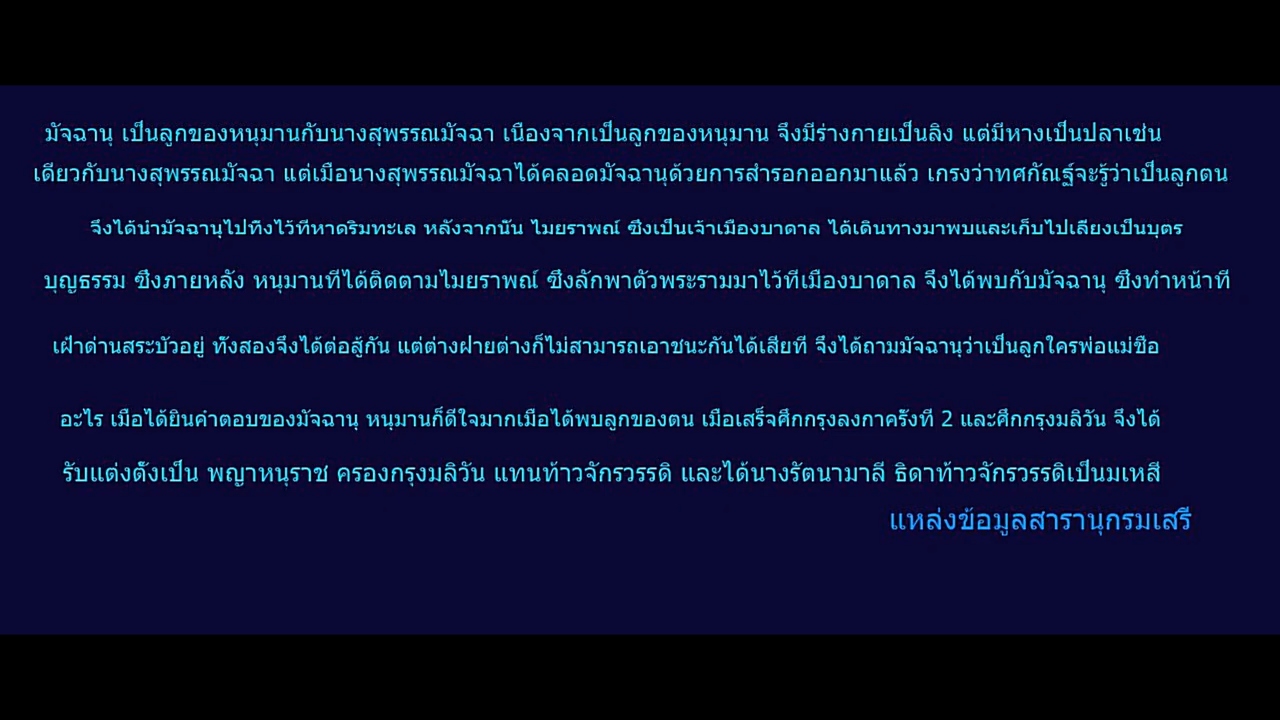 มัจฉานุ เป็นลูกของหนุมานกับนางสุพรรณมัจฉา เนื่องจากเป็นลูกของหนุมาน จึงมีร่างกายเป็นลิง แต่มีหางเป็นปลาเช่น
เดียวกับนางสุพรรณมัจฉา แต่เมื่อนางสุพรรณมัจฉาได้คลอดมัจฉานุด้วยการสำรอกออกมาแล้ว เกรงว่าทศกัณฐ์จะรู้ว่าเป็นลูกตน
จึงได้นำมัจฉานุไปทิ้งไว้ที่หาดริมทะเล หลังจากนั้น ไมยราพณ์ ซึ่งเป็นเจ้าเมืองบาดาล ได้เดินทางมาพบและเก็บไปเลี้ยงเป็นบุตร
บุญธรรม ซึ่งภายหลัง หนุมานที่ได้ติดตามไมยราพณ์ ซึ่งลักพาตัวพระรามมาไว้ที่เมืองบาดาล จึงได้พบกับมัจฉานุ ซึ่งทำหน้าที่
เฝ้าด่านสระบัวอยู่ ทั้งสองจึงได้ต่อสู้กัน แต่ต่างฝ่ายต่างก็ไม่สามารถเอาชนะกันได้เสียที จึงได้ถามมัจฉานุว่าเป็นลูกใครพ่อแม่ชื่อ
อะไร เมื่อได้ยินคำตอบของมัจฉานุ หนุมานก็ดีใจมากเมื่อได้พบลูกของตน เมื่อเสร็จศึกกรุงลงกาครั้งที่ 2 และศึกกรุงมลิวัน จึงได้
รับแต่งตั้งเป็น พญาหนุราช ครองกรุงมลิวัน แทนท้าวจักรวรรดิ และได้นางรัตนามาลี ธิดาท้าวจักรวรรดิเป็นมเหสี
แหล่งข้อมูลสารานุกรมเสรี